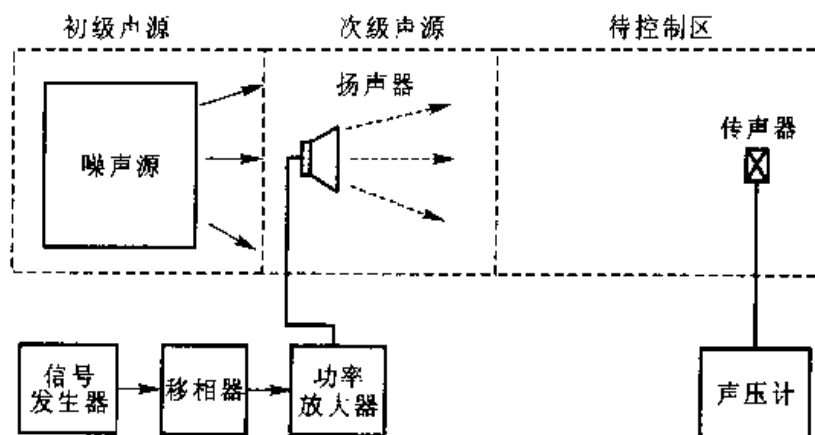 初级声源
次级声源
待控制区
扬声器
传声器
噪声源
信号
发生器
移相器
功率
放大器
声压计